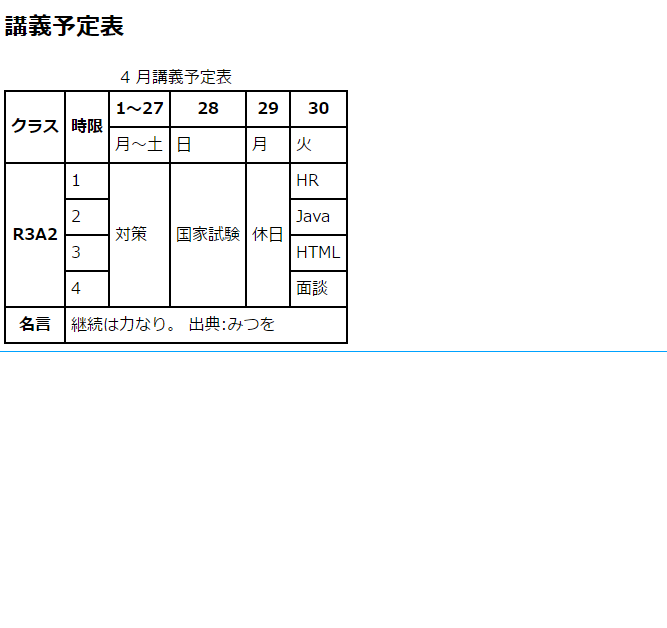 講義予定表
4 月講義予定表
クラス 時限 1～27 28 29 30
月～土 日 月 火
R3A2 1 対策 国家試験 休日 HR
2 Java
3 HTML
4 面談
名言 継続は力なり。 出典:みつを